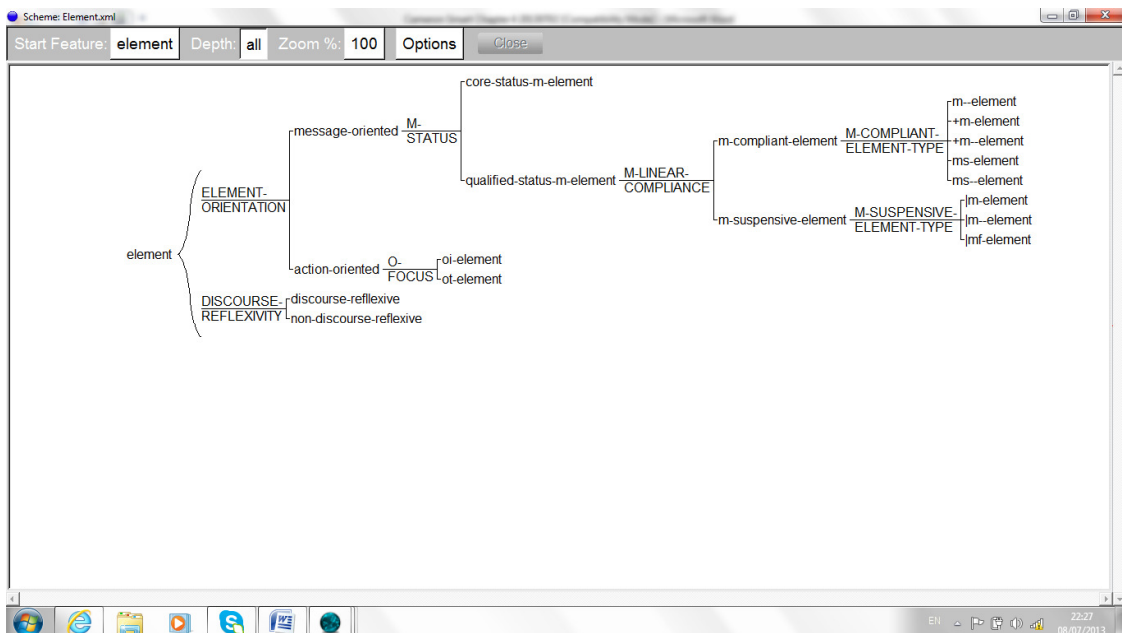 Scheme: Element.xml
Start Feature: element Depth: all Zoom %: 100 Options Close
core-status-m-element
m--element
+m-element
message-oriented M-STATUS
m-compliant-element M-COMPLIANT-ELEMENT-TYPE
+m--element
ms-element
qualified-status-m-element M-LINEAR-COMPLIANCE
ms--element
ELEMENT-ORIENTATION
|m-element
m-suspensive-element M-SUSPENSIVE-ELEMENT-TYPE
|m--element
|mf-element
element
oi-element
action-oriented O-FOCUS
ot-element
DISCOURSE-REFLEXIVITY
discourse-refllexive
non-discourse-reflexive
EN
22:27
08/07/2013